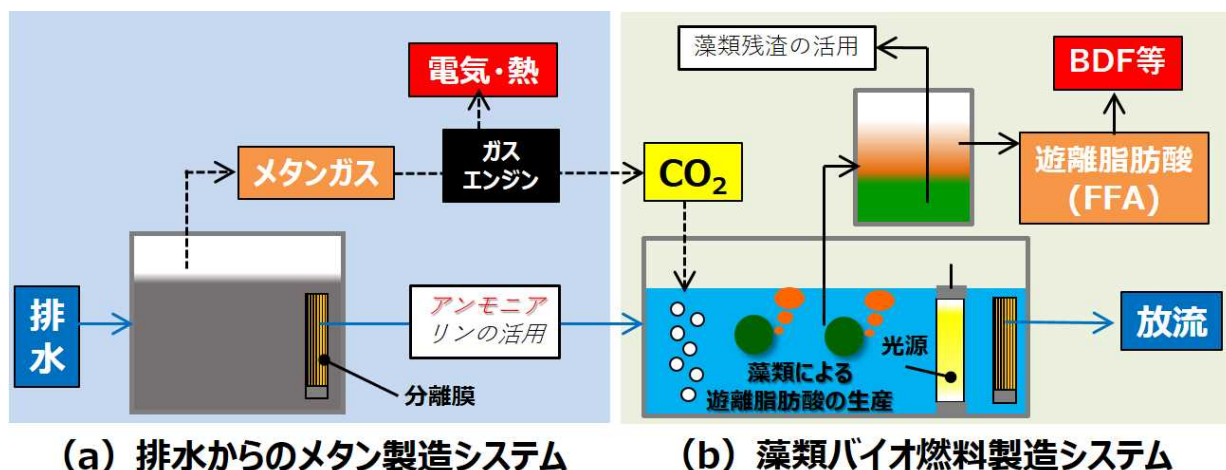 電気・熱
ガス
エンジン
メタンガス
排
水
アンモニア
リンの活用
分離膜
藻類残渣の活用
BDF等
遊離脂肪酸
(FFA)
CO₂
光源
藻類による
遊離脂肪酸の生産
放流
（a）排水からのメタン製造システム
（b）藻類バイオ燃料製造システム